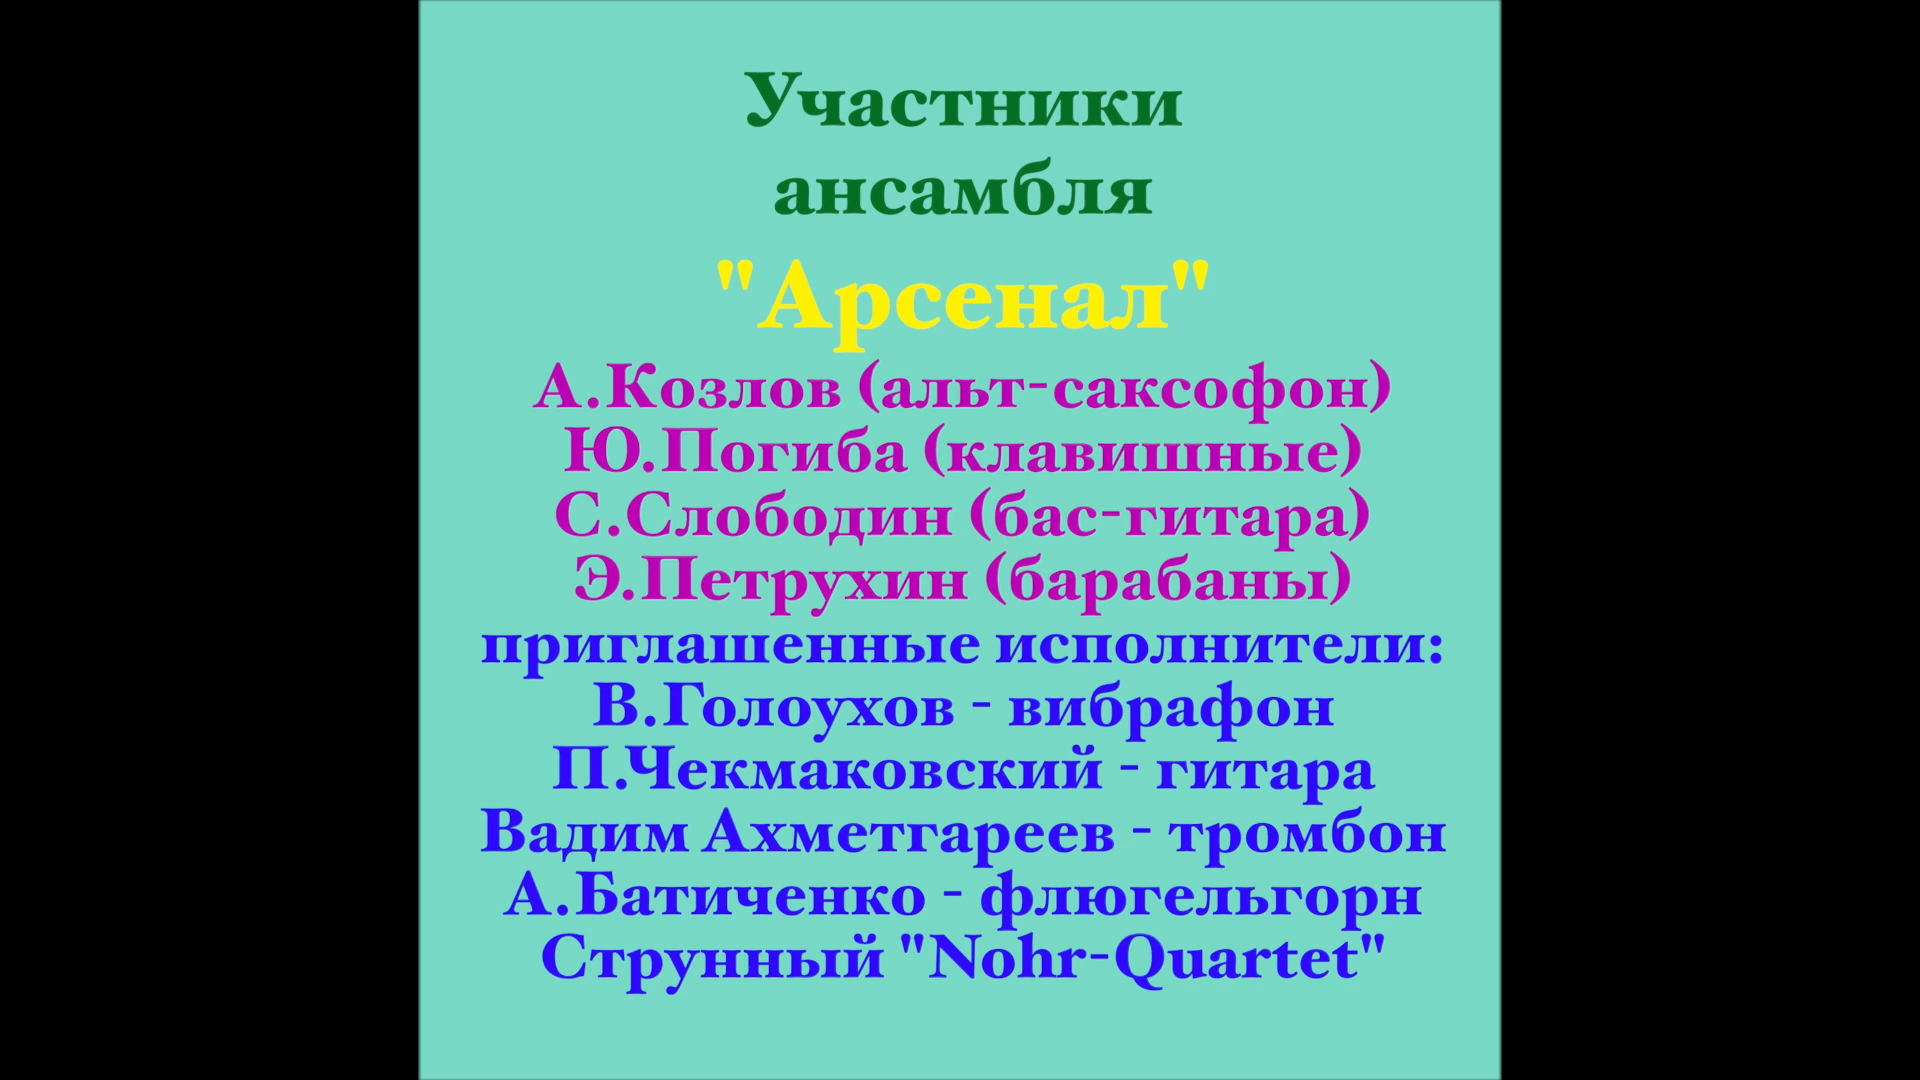 Участники
ансамбля
"Арсенал"
А.Козлов (альт-саксофон)
Ю.Погиба (клавишные)
С.Слободин (бас-гитара)
Э.Петрухин (барабаны)
приглашенные исполнители:
В.Голоухов - вибрафон
П.Чекмаковский - гитара
Вадим Ахметгареев - тромбон
А.Батиченко - флюгельгорн
Струнный "Nohr-Quartet"